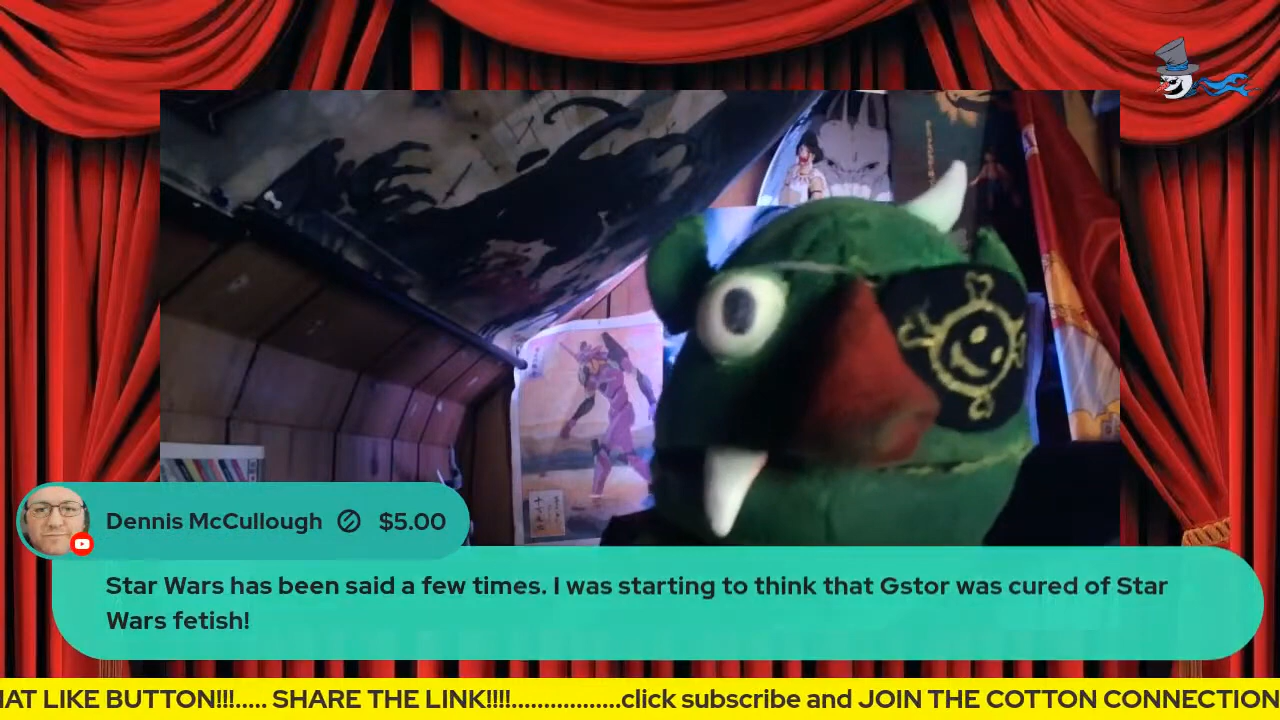 Dennis McCullough $5.00
Star Wars has been said a few times. I was starting to think that Gstor was cured of Star
Wars fetish!
HAT LIKE BUTTON!!!..... SHARE THE LINK!!!!.................click subscribe and JOIN THE COTTON CONNECTION